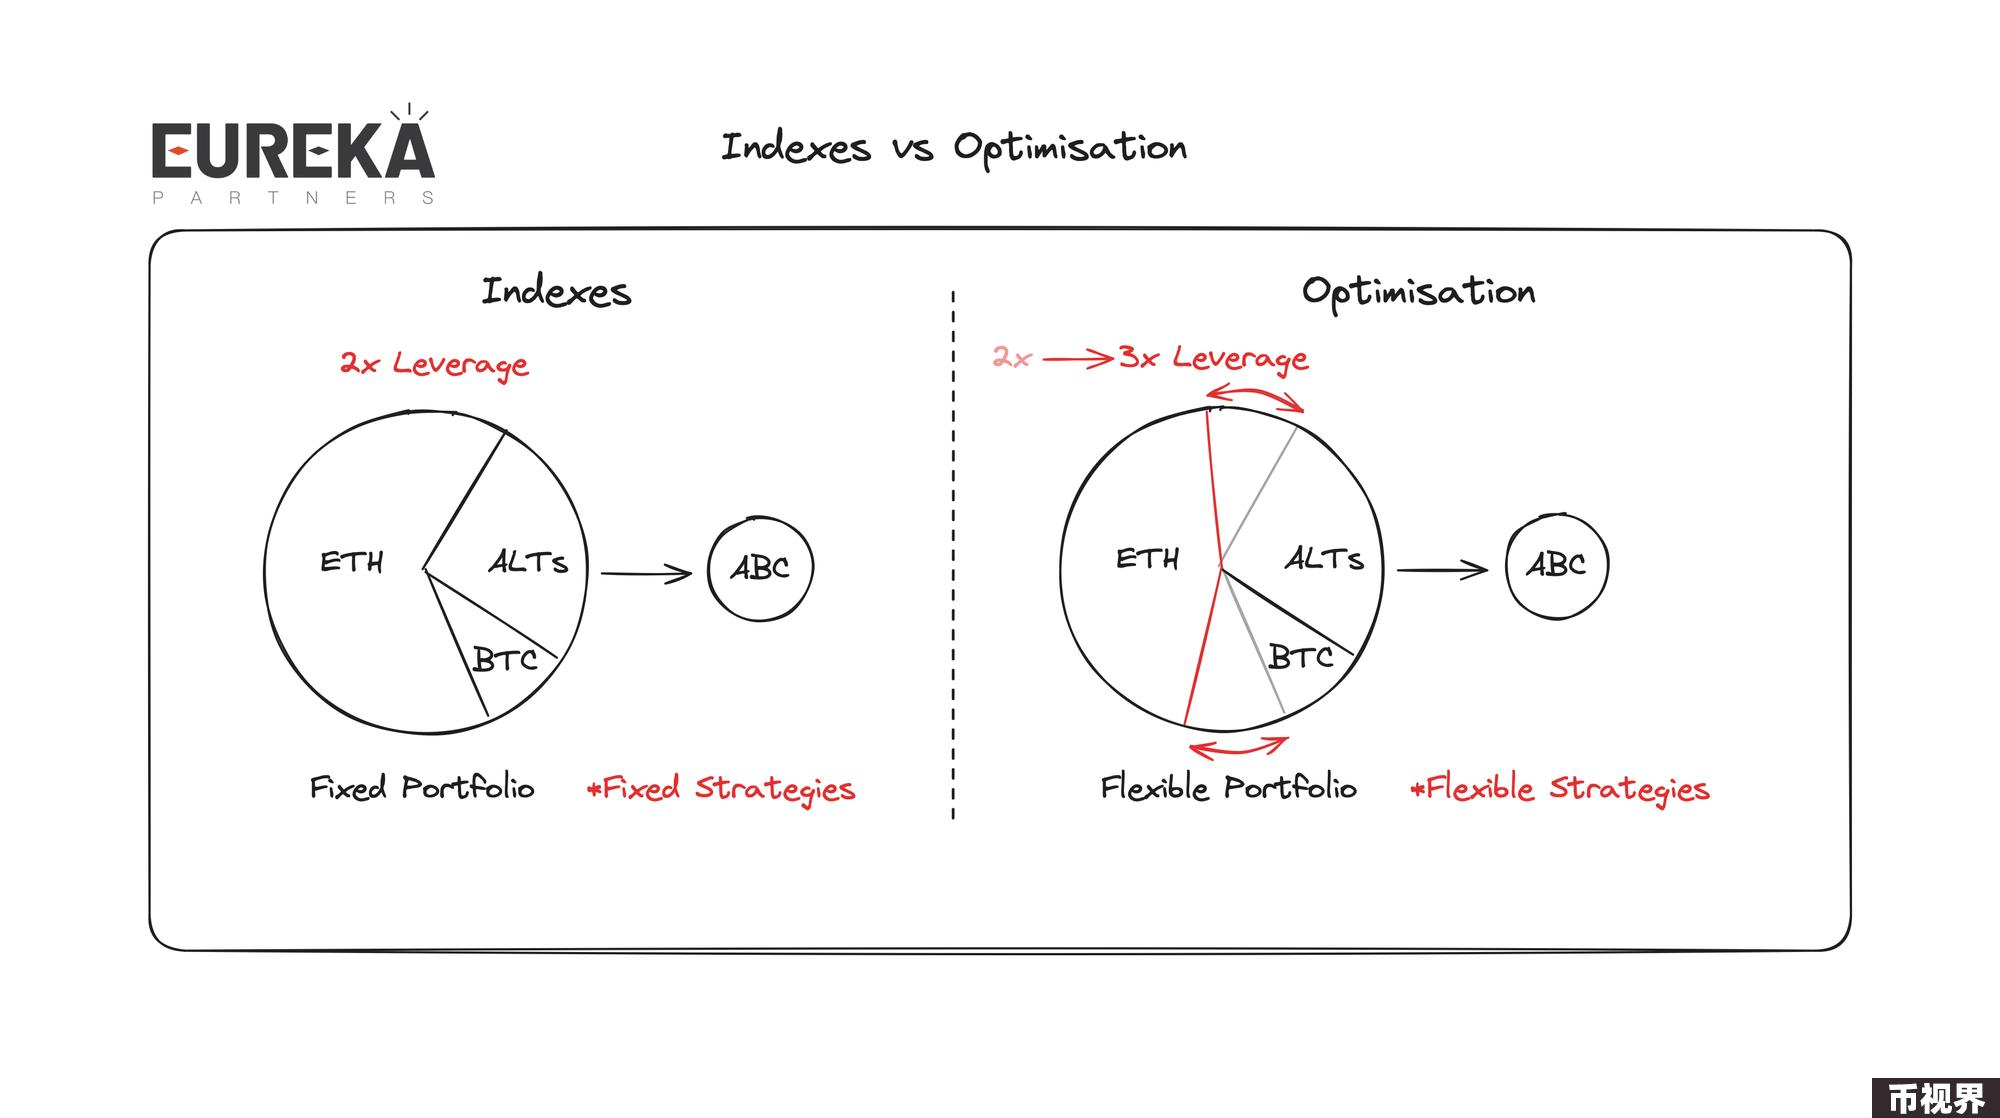 EUREKA
PARTNERS
Indexes vs Optimisation
Indexes
2x Leverage
ETH
ALTs
BTC
ABC
Fixed Portfolio
*Fixed Strategies
Optimisation
2x
3x Leverage
ETH
ALTs
BTC
ABC
Flexible Portfolio
*Flexible Strategies
币视界